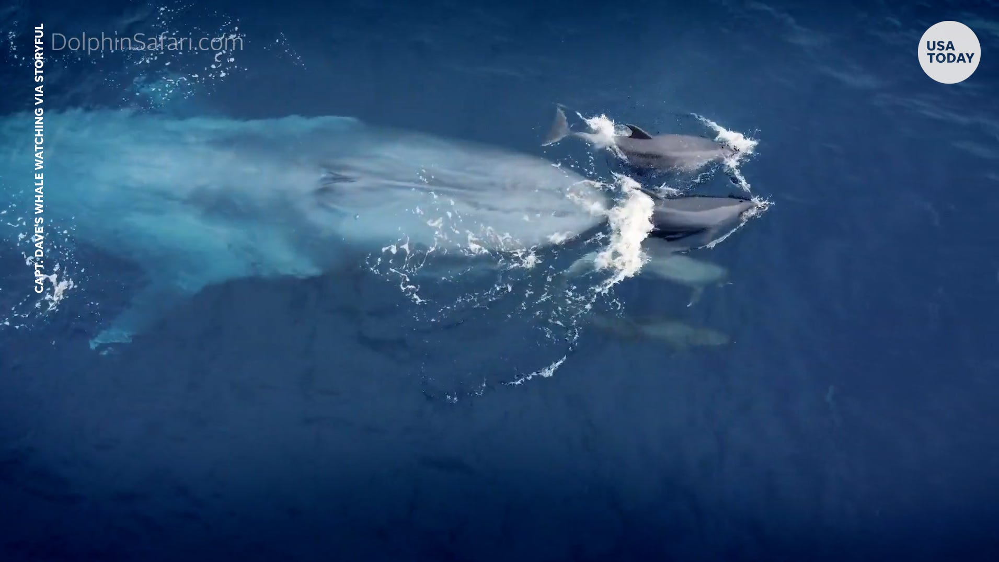 DolphinSafari.com
CAPT. DAVE'S WHALE WATCHING VIA STORYFUL
USA
TODAY